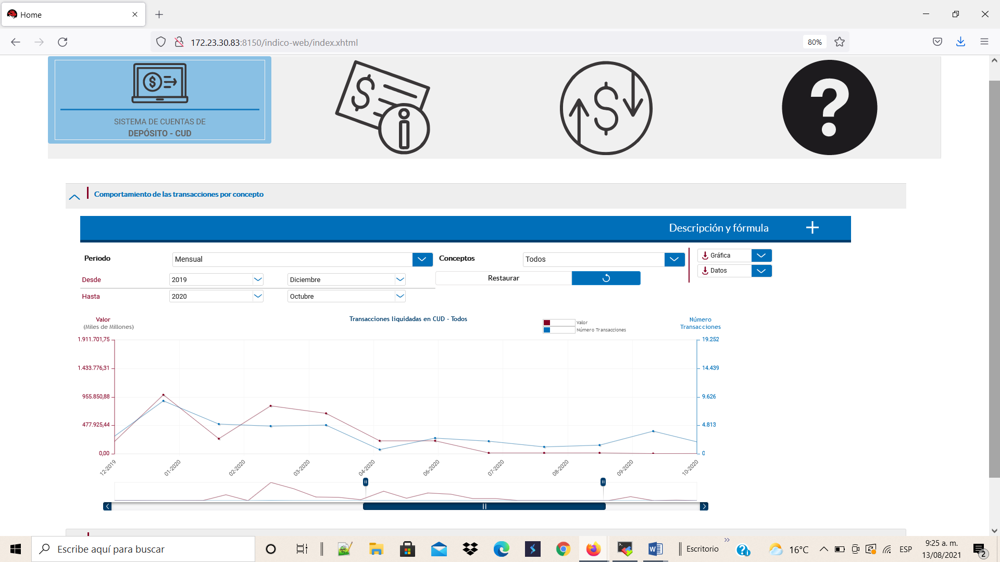 Home
172.23.30.83:8150/indico-web/index.xhtml
80%
SISTEMA DE CUENTAS DE
DEPÓSITO - CUD
Comportamiento de las transacciones por concepto
Descripción y fórmula
Periodo
Mensual
Conceptos
Todos
Gráfica
Datos
Desde
2019
Diciembre
Restaurar
Hasta
2020
Octubre
Valor
(Miles de Millones)
Transacciones liquidadas en CUD - Todos
Valor
Número Transacciones
Número
Transacciones
1.911.701,75
1.433.776,31
955.850,88
477.925,44
0,00
19.252
14.439
9.626
4.813
0
12-2019
01-2020
02-2020
03-2020
04-2020
06-2020
07-2020
08-2020
09-2020
10-2020
Escribe aquí para buscar
Escritorio
16°C
ESP
9:25 a. m.
13/08/2021
2